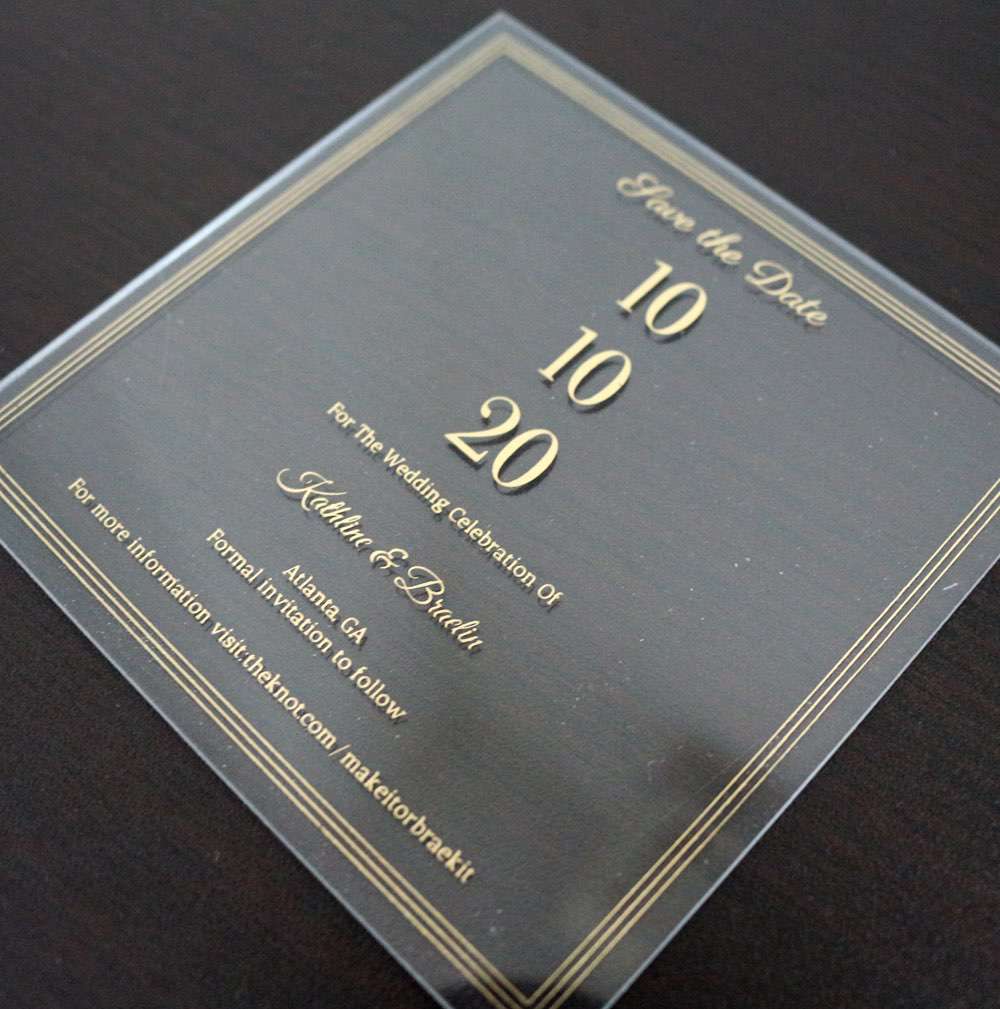 Save the Date
10
10
20
For The Wedding Celebration Of
Kathline & Braelin
Atlanta, GA
Formal invitation to follow
For more information visit:theknot.com/makeitorbraekit